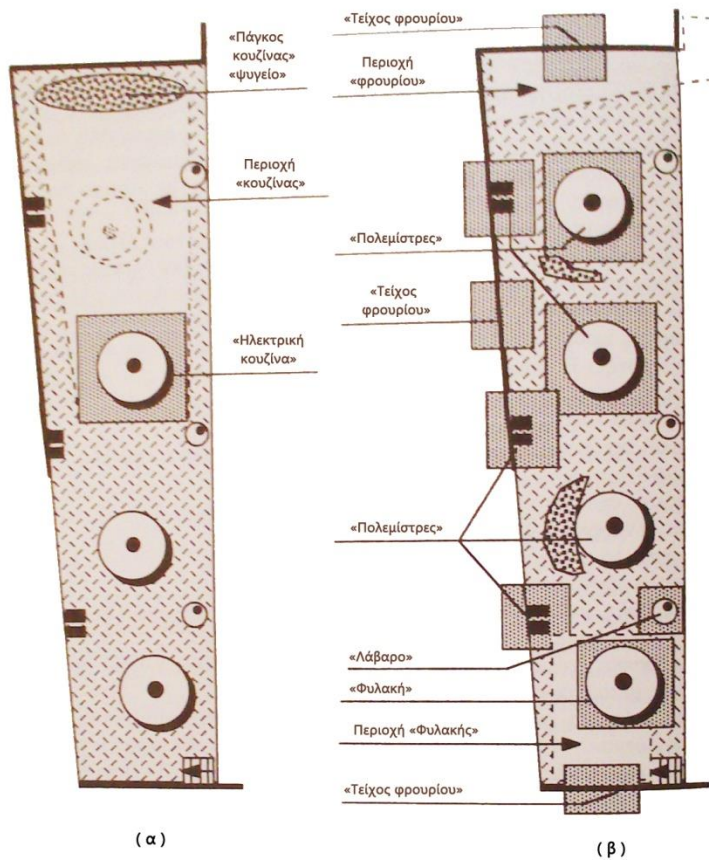 «Πάγκος
κουζίνας»
«ψυγείο»
Περιοχή
«κουζίνας»
«Ηλεκτρική
κουζίνα»
(α)
«Τείχος φρουρίου»
Περιοχή
«φρουρίου»
«Πολεμίστρες»
«Τείχος
φρουρίου»
«Πολεμίστρες»
«Λάβαρο»
«Φυλακή»
Περιοχή «Φυλακής»
«Τείχος φρουρίου»
(β)